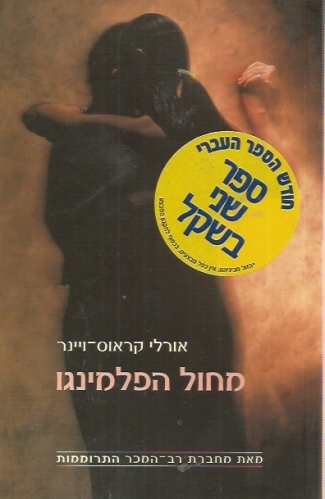 חודש הספר העברי
ספר
שני
בשקל
אורלי קראוס-ויינר
מחול הפלמינגו
מאת מחברת רב-המכר התרוממות